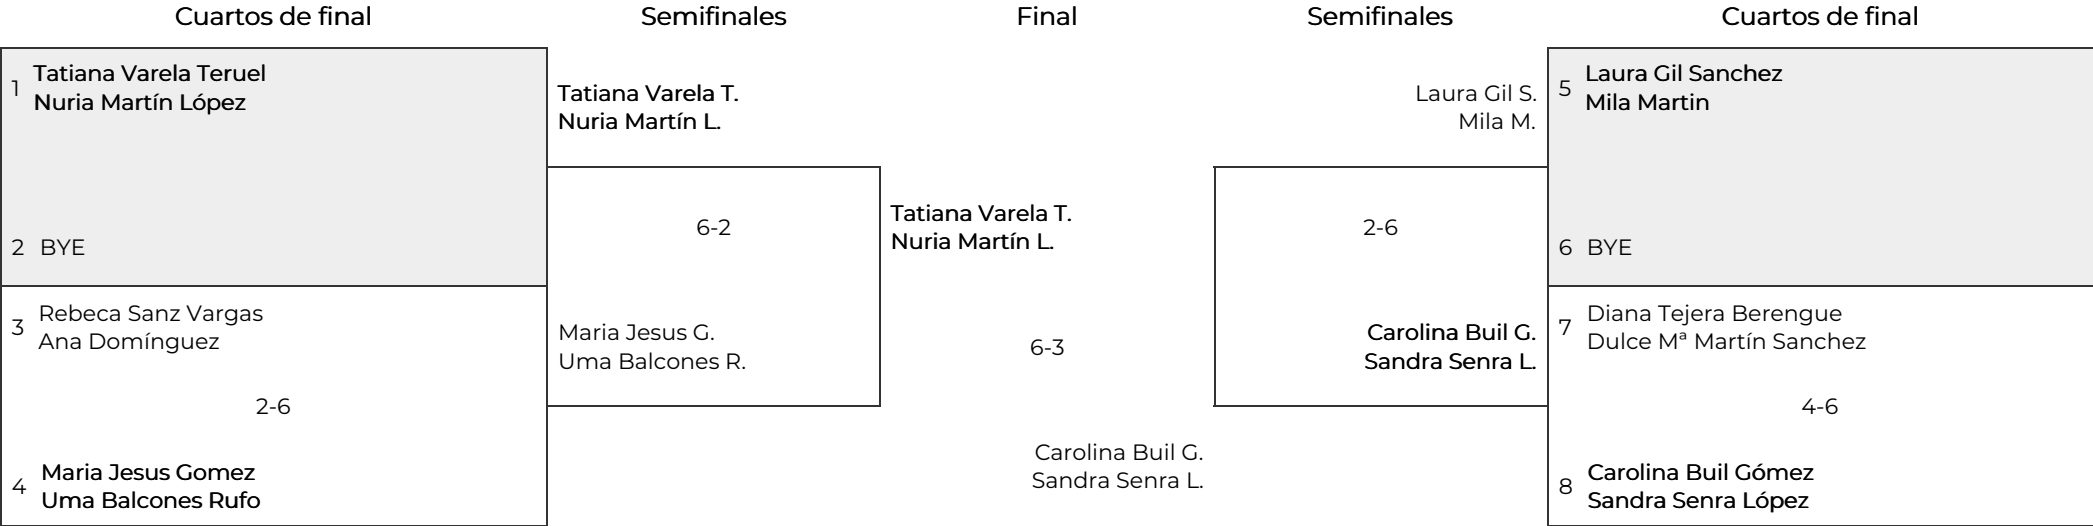 Cuartos de final
Semifinales
Final
Semifinales
Cuartos de final
1
Tatiana Varela Teruel
Nuria Martín López
2 BYE
3
Rebeca Sanz Vargas
Ana Domínguez
2-6
4
Maria Jesus Gomez
Uma Balcones Rufo
Tatiana Varela T.
Nuria Martín L.
6-2
Maria Jesus G.
Uma Balcones R.
Tatiana Varela T.
Nuria Martín L.
6-3
Carolina Buil G.
Sandra Senra L.
Laura Gil S.
Mila M.
2-6
Carolina Buil G.
Sandra Senra L.
5
Laura Gil Sanchez
Mila Martin
6 BYE
7
Diana Tejera Berengue
Dulce Mª Martín Sanchez
4-6
8
Carolina Buil Gómez
Sandra Senra López